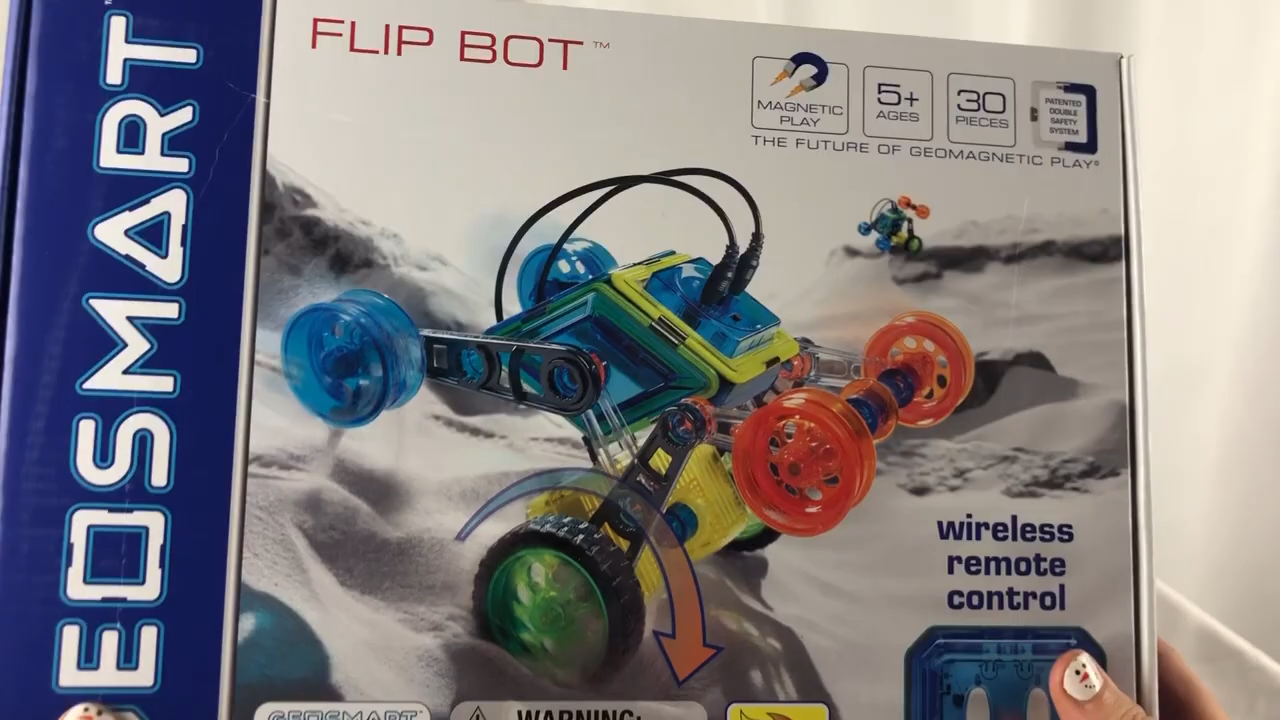 EOSMART
FLIP BOT™
MAGNETIC
PLAY
5+
AGES
30
PIECES
PATENTED
DOUBLE
SAFETY
SYSTEM
THE FUTURE OF GEOMAGNETIC PLAY®
wireless
remote
control
GEOSMART
WARNING: